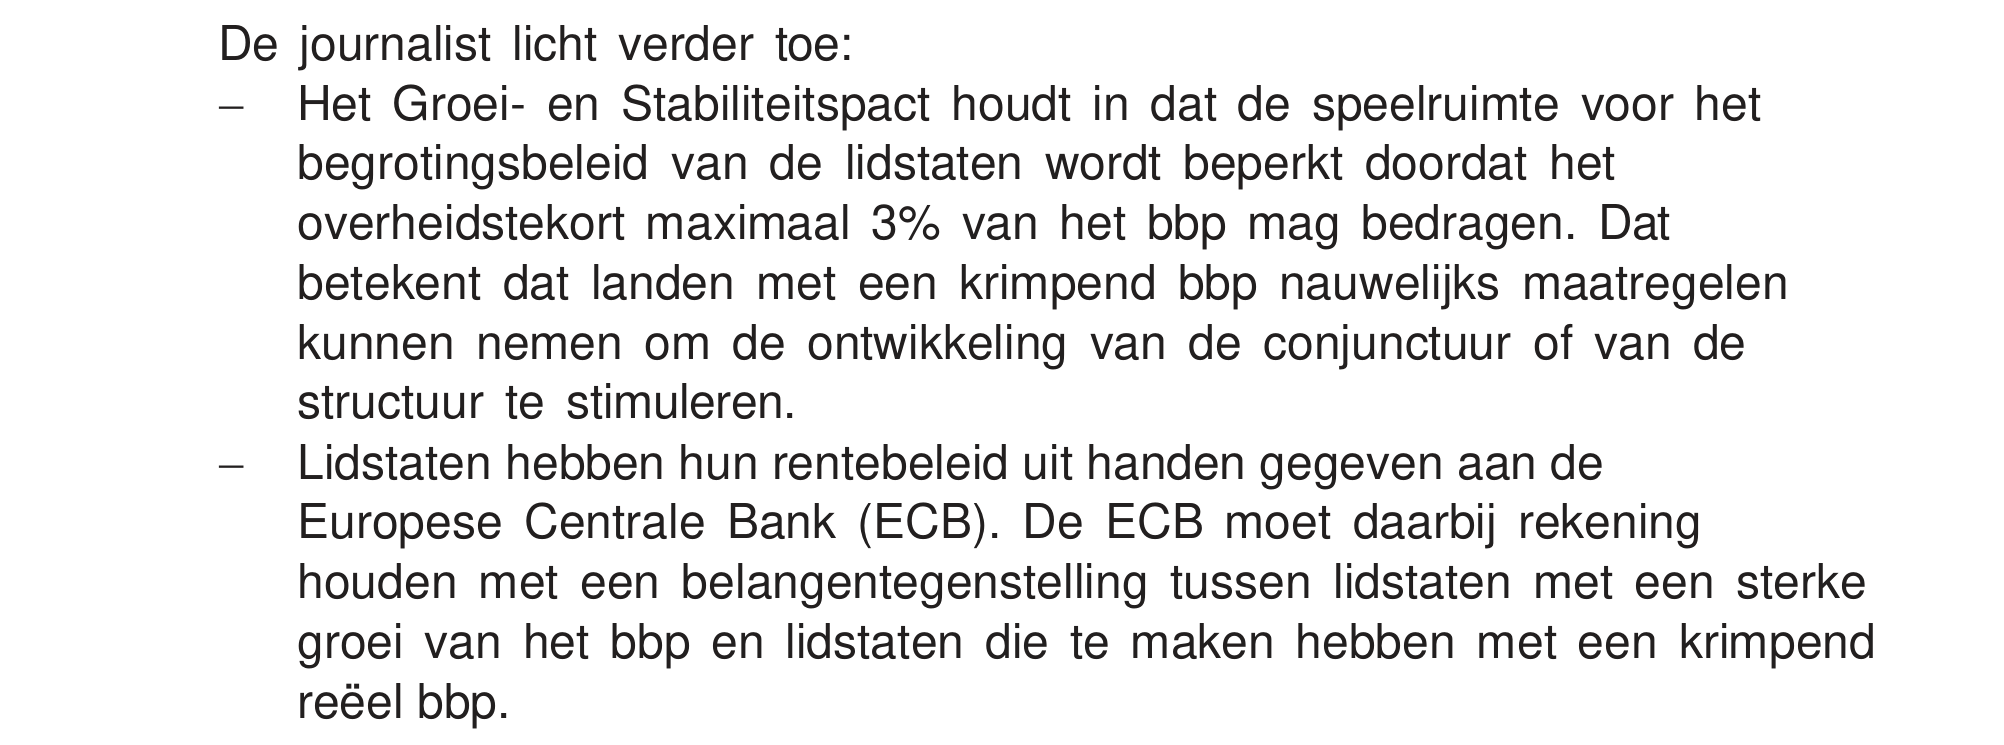 De journalist licht verder toe:
– Het Groei- en Stabiliteitspact houdt in dat de speelruimte voor het
begrotingsbeleid van de lidstaten wordt beperkt doordat het
overheidstekort maximaal 3% van het bbp mag bedragen. Dat
betekent dat landen met een krimpend bbp nauwelijks maatregelen
kunnen nemen om de ontwikkeling van de conjunctuur of van de
structuur te stimuleren.
– Lidstaten hebben hun rentebeleid uit handen gegeven aan de
Europese Centrale Bank (ECB). De ECB moet daarbij rekening
houden met een belangentegenstelling tussen lidstaten met een sterke
groei van het bbp en lidstaten die te maken hebben met een krimpend
reëel bbp.